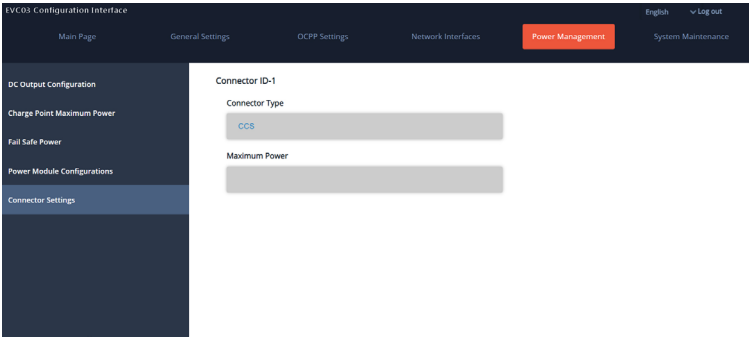 EVC03 Configuration Interface
English
Log out
Main Page
General Settings
OCPP Settings
Network Interfaces
Power Management
System Maintenance
DC Output Configuration
Charge Point Maximum Power
Fail Safe Power
Power Module Configurations
Connector Settings
Connector ID-1
Connector Type
CCS
Maximum Power